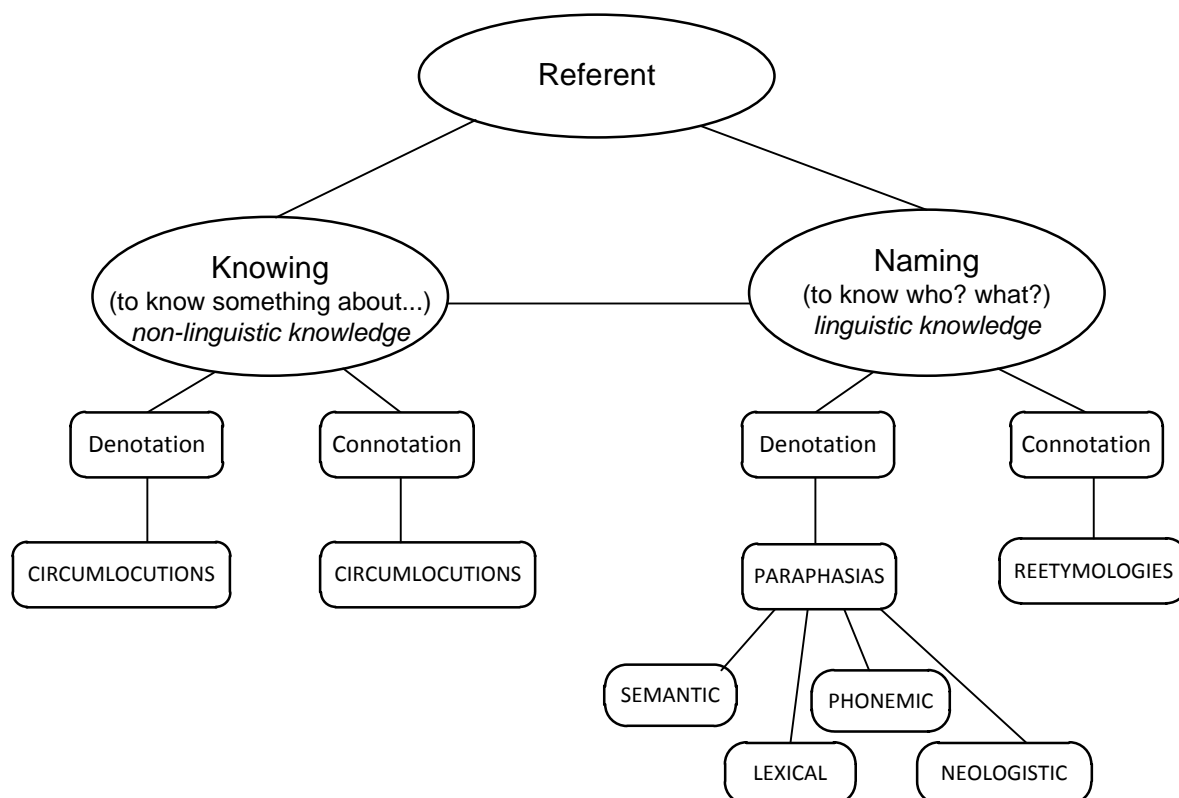 Referent
Knowing
(to know something about...)
non-linguistic knowledge
Naming
(to know who? what?)
linguistic knowledge
Denotation
Connotation
Denotation
Connotation
CIRCUMLOCUTIONS
CIRCUMLOCUTIONS
PARAPHASIAS
REETYMOLOGIES
SEMANTIC
PHONEMIC
LEXICAL
NEOLOGISTIC